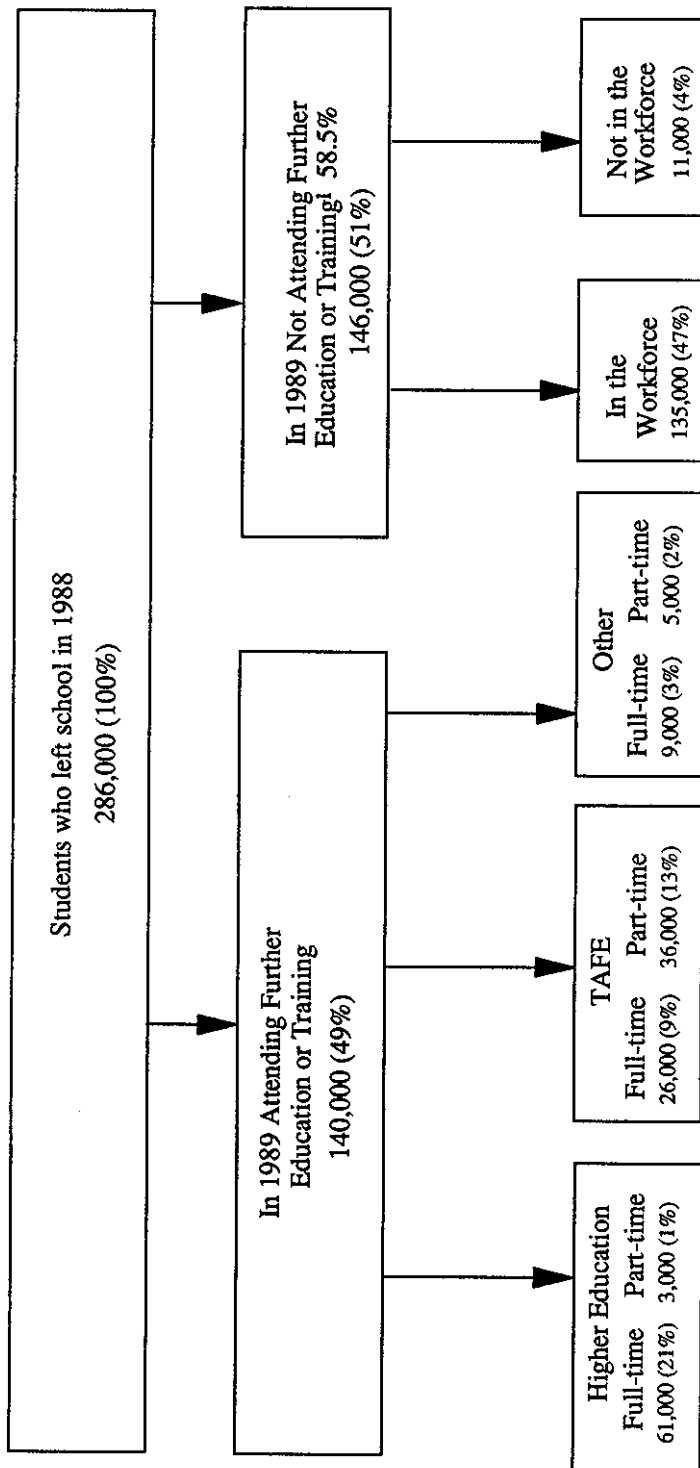 Students who left school in 1988
286,000 (100%)
In 1989 Attending Further
Education or Training
140,000 (49%)
In 1989 Not Attending Further
Education or Training¹ 58.5%
146,000 (51%)
Higher Education
Full-time Part-time
61,000 (21%) 3,000 (1%)
TAFE
Full-time Part-time
26,000 (9%) 36,000 (13%)
Other
Full-time Part-time
9,000 (3%) 5,000 (2%)
In the
Workforce
135,000 (47%)
Not in the
Workforce
11,000 (4%)